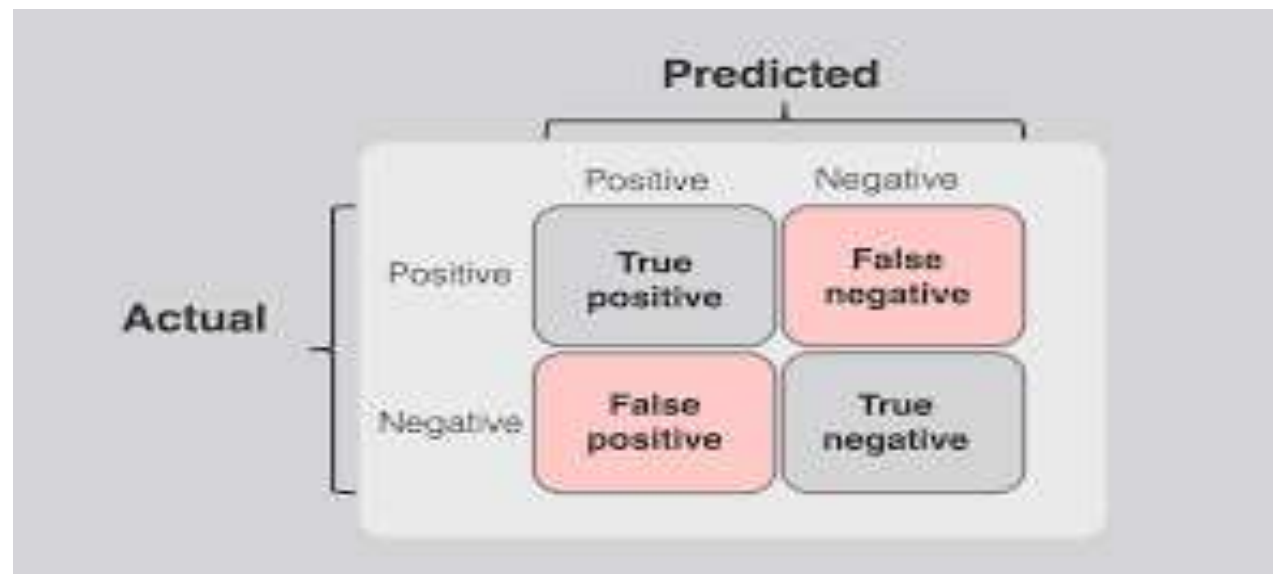 Predicted
Positive Negative
Actual
Positive
True
positive
False
negative
Negative
False
positive
True
negative